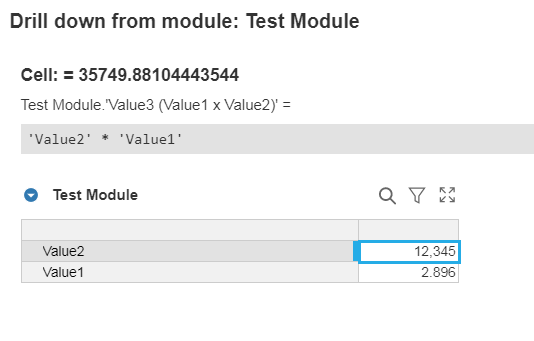 Drill down from module: Test Module
Cell: = 35749.88104443544
Test Module.'Value3 (Value1 x Value2)' =
'Value2' * 'Value1'
Test Module
Value2 12,345
Value1 2.896